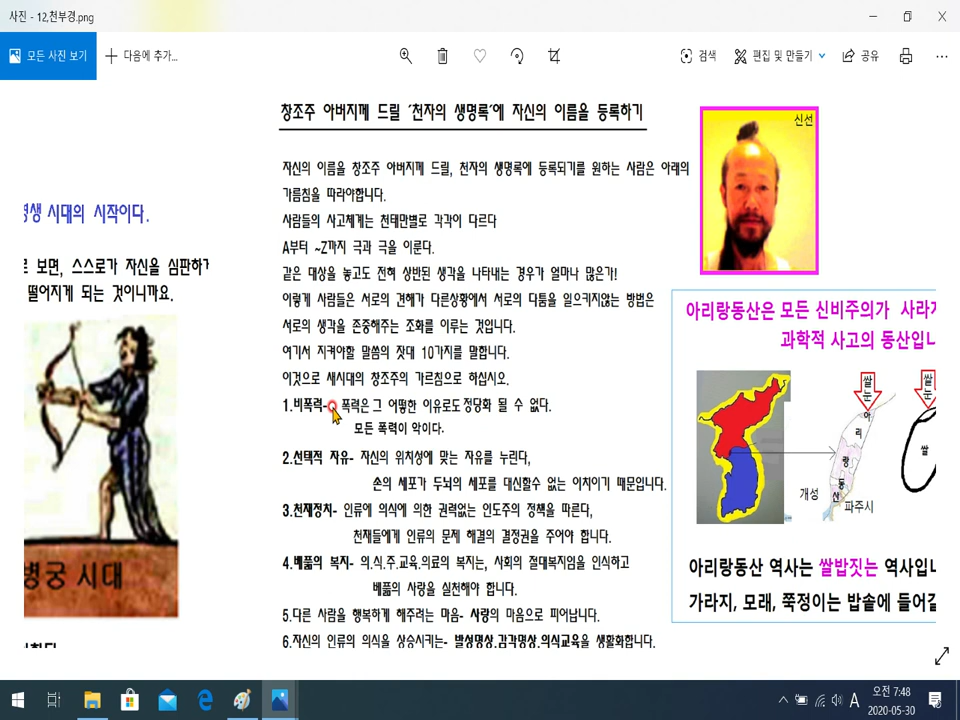 사진 - 12,천부경.png
모든 사진 보기
다음에 추가...
검색
편집 및 만들기
공유
창조주 아버지께 드릴 '천자의 생명록'에 자신의 이름을 등록하기
자신의 이름을 창조주 아버지께 드릴, 천자의 생명록에 등록되기를 원하는 사람은 아래의
가름침을 따라야합니다.
사람들의 사고체계는 천태만별로 각각이 다르다
A부터 ~Z까지 극과 극을 이룬다.
같은 대상을 놓고도 전혀 상반된 생각을 나타내는 경우가 얼마나 많은가!
이렇게 사람들은 서로의 견해가 다른상황에서 서로의 다툼을 일으키지않는 방법은
서로의 생각을 존중해주는 조화를 이루는 것입니다.
여기서 지켜야할 말씀의 잣대 10가지를 말합니다.
이것으로 새시대의 창조주의 가르침으로 하십시오.
1.비폭력- 폭력은 그 어떠한 이유로도 정당화 될 수 없다.
모든 폭력이 악이다.
2.선택적 자유- 자신의 위치성에 맞는 자유를 누린다,
손의 세포가 두뇌의 세포를 대신할수 없는 이치이기 때문입니다.
3.천재정치- 인류에 의식에 의한 권력없는 인도주의 정책을 따른다,
천재들에게 인류의 문제 해결의 결정권을 주어야 합니다.
4.베풂의 복지- 의.식.주.교육.의료의 복지는, 사회의 절대복지임을 인식하고
베풂의 사랑을 실천해야 합니다.
5.다른 사람을 행복하게 해주려는 마음- 사랑의 마음으로 피어납니다.
6.자신의 인류의 의식을 상승시키는- 발성명상,감각명상,의식교육을 생활화합니다.
영생 시대의 시작이다.
로 보면, 스스로가 자신을 심판하기
떨어지게 되는 것이니까요.
병궁 시대
신선
아리랑동산은 모든 신비주의가 사라지
과학적 사고의 동산입니
쌀눈
쌀눈
아
리
랑
동
산
쌀
개성
파주시
아리랑동산 역사는 쌀밥짓는 역사입니
가라지, 모래, 쭉정이는 밥솥에 들어갈
A
오전 7:48
2020-05-30